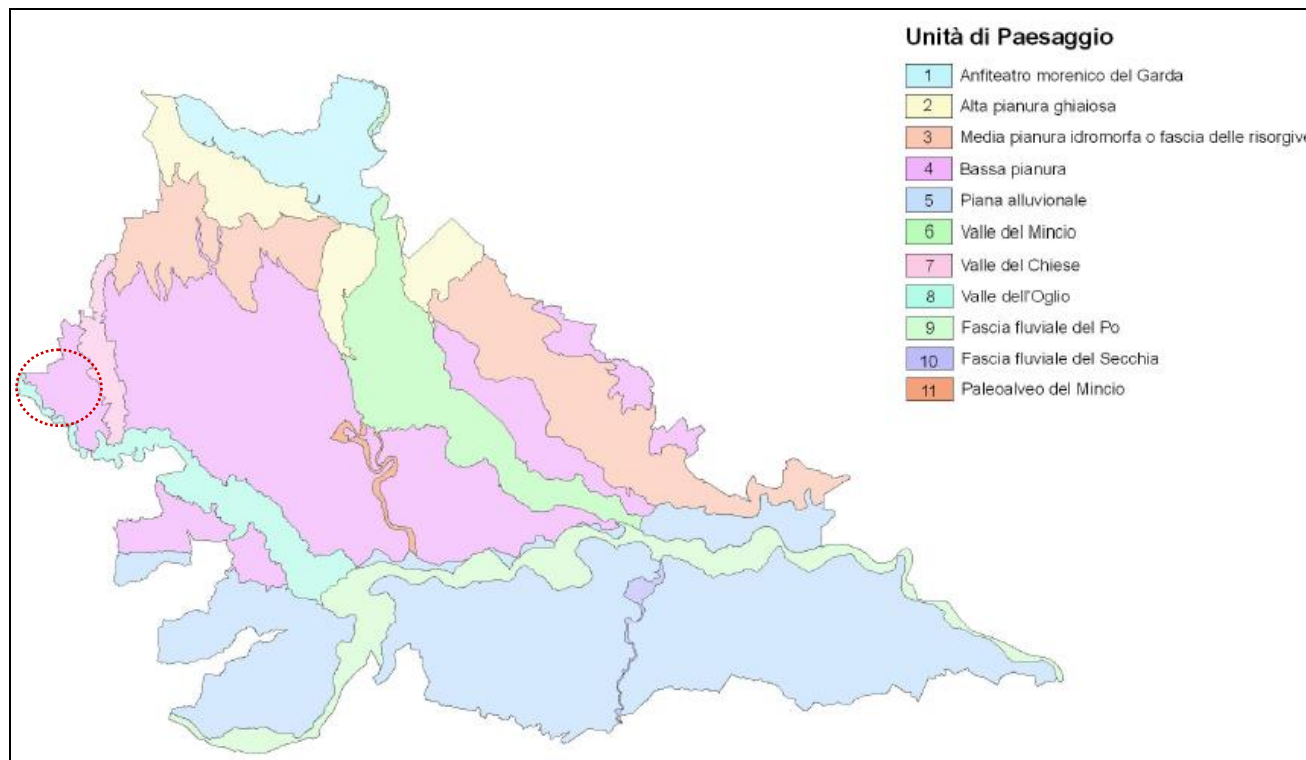 Unità di Paesaggio
1 Anfiteatro morenico del Garda
2 Alta pianura ghiaiosa
3 Media pianura idromorfa o fascia delle risorgive
4 Bassa pianura
5 Piana alluvionale
6 Valle del Mincio
7 Valle del Chiese
8 Valle dell'Oglio
9 Fascia fluviale del Po
10 Fascia fluviale del Secchia
11 Paleoalveo del Mincio